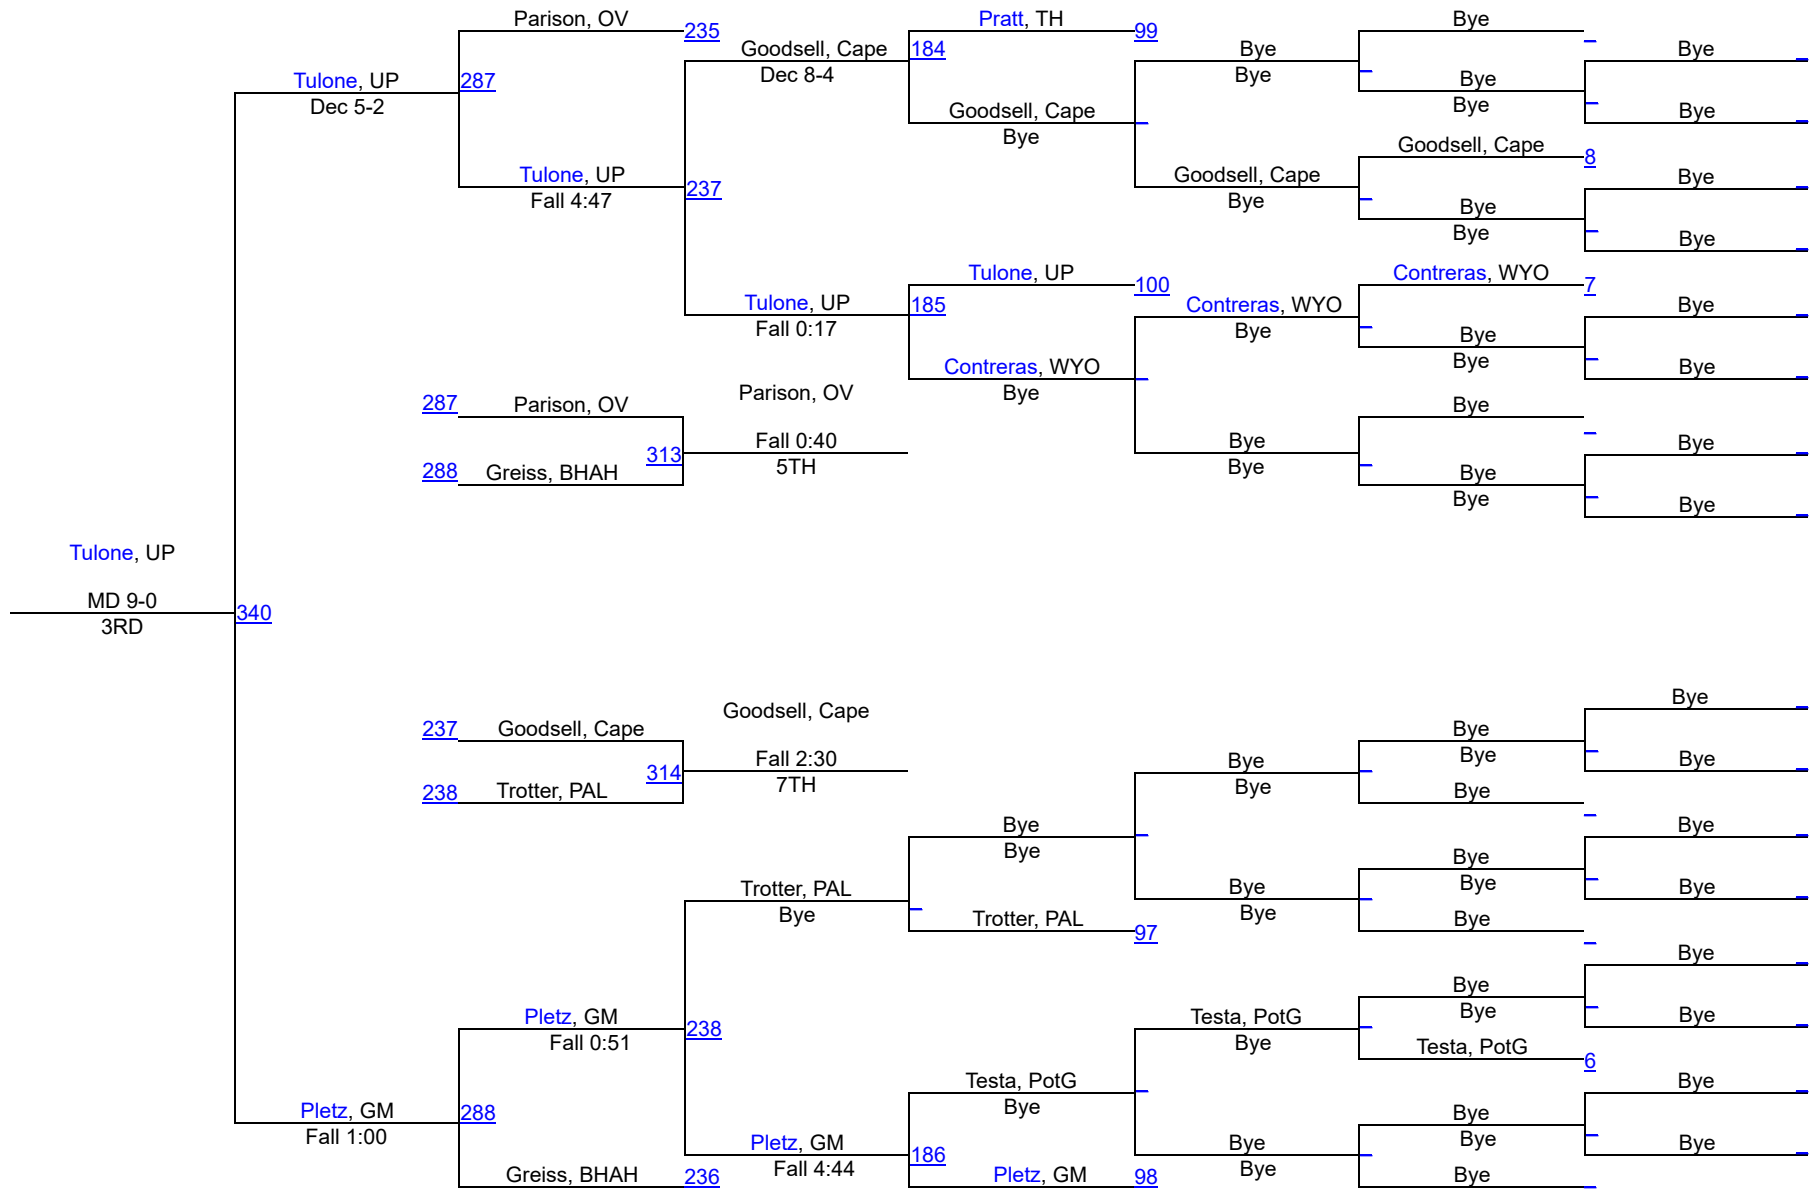 Parison, OV
235
Pratt, TH
99
Bye
Goodsell, Cape
184
Bye
Bye
Dec 8-4
Bye
Tulone, UP
287
Bye
Dec 5-2
Goodsell, Cape
Bye
Bye
Bye
Goodsell, Cape
8
Tulone, UP
237
Goodsell, Cape
Bye
Fall 4:47
Bye
Bye
Bye
Bye
Tulone, UP
100
Contreras, WYO
7
Tulone, UP
185
Contreras, WYO
Bye
Fall 0:17
Bye
Bye
Contreras, WYO
Bye
Bye
Parison, OV
Bye
287
Parison, OV
Bye
Fall 0:40
Bye
Bye
313
5TH
Bye
288
Greiss, BHAH
Bye
Bye
Bye
Tulone, UP
MD 9-0
340
3RD
Bye
Goodsell, Cape
237
Goodsell, Cape
Bye
Fall 2:30
Bye
Bye
Bye
314
7TH
Bye
238
Trotter, PAL
Bye
Bye
Bye
Bye
Bye
Trotter, PAL
Bye
Bye
Bye
Bye
Bye
Trotter, PAL
97
Bye
Bye
Bye
Pletz, GM
238
Testa, PotG
Bye
Bye
Fall 0:51
Bye
Testa, PotG
6
Testa, PotG
Bye
Bye
Pletz, GM
288
Bye
Fall 1:00
Pletz, GM
186
Bye
Bye
Bye
Greiss, BHAH
236
Fall 4:44
Pletz, GM
98
Bye
Bye